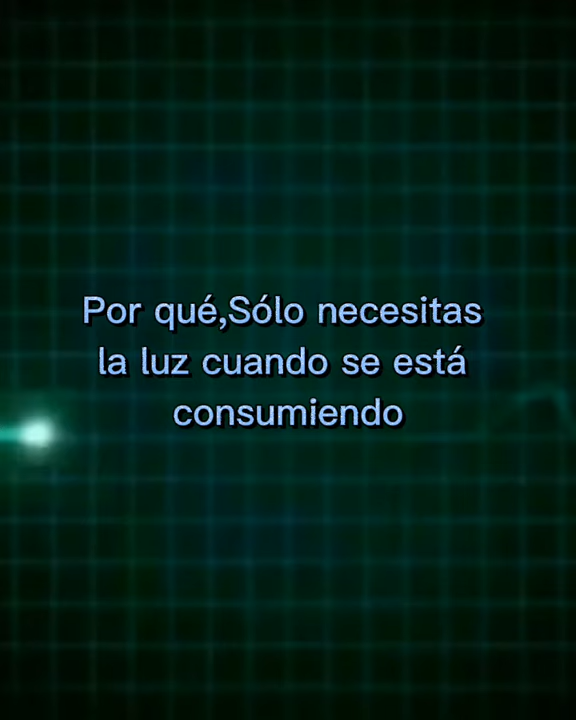 Por qué,Sólo necesitas
la luz cuando se está
consumiendo